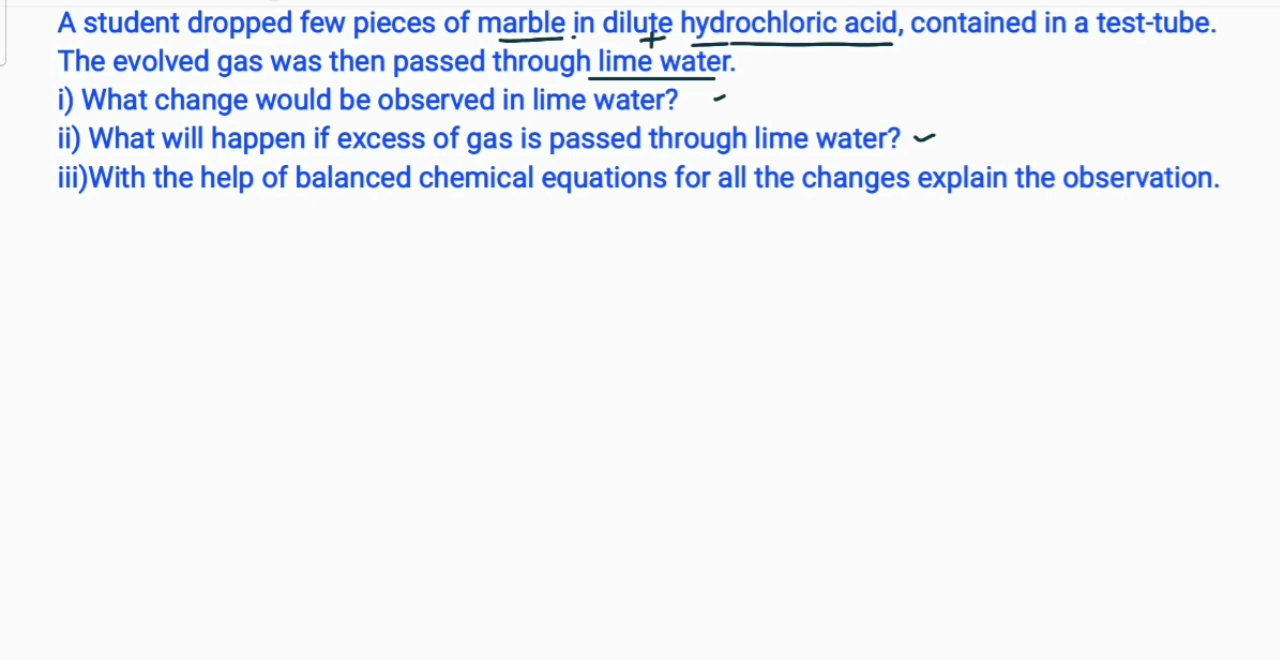 A student dropped few pieces of marble in dilute hydrochloric acid, contained in a test-tube.
The evolved gas was then passed through lime water.
i) What change would be observed in lime water?
ii) What will happen if excess of gas is passed through lime water?
iii)With the help of balanced chemical equations for all the changes explain the observation.